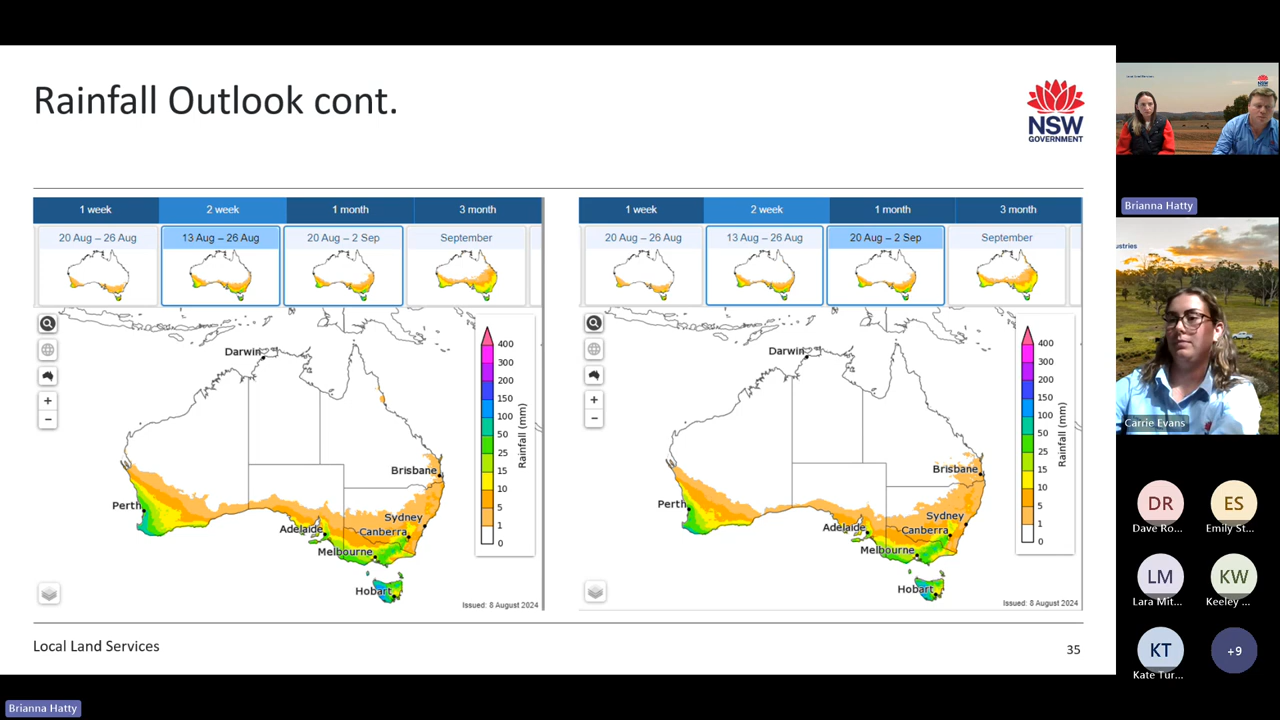 Rainfall Outlook cont.
NSW
GOVERNMENT
1 week 2 week 1 month 3 month
20 Aug – 26 Aug 13 Aug – 26 Aug 20 Aug – 2 Sep September
Darwin
Brisbane
Perth
Sydney
Adelaide
Canberra
Melbourne
Hobart
400
300
200
150
100
50
25
15
10
5
1
0
Rainfall (mm)
Issued: 8 August 2024
1 week 2 week 1 month 3 month
20 Aug – 26 Aug 13 Aug – 26 Aug 20 Aug – 2 Sep September
Darwin
Brisbane
Perth
Sydney
Adelaide
Canberra
Melbourne
Hobart
400
300
200
150
100
50
25
15
10
5
1
0
Rainfall (mm)
Issued: 8 August 2024
Local Land Services
35
Brianna Hatty
NSW
Brianna Hatty
ustries
Carrie Evans
DR ES
Dave Ro... Emily St...
LM KW
Lara Mit... Keeley ...
KT +9
Kate Tur...